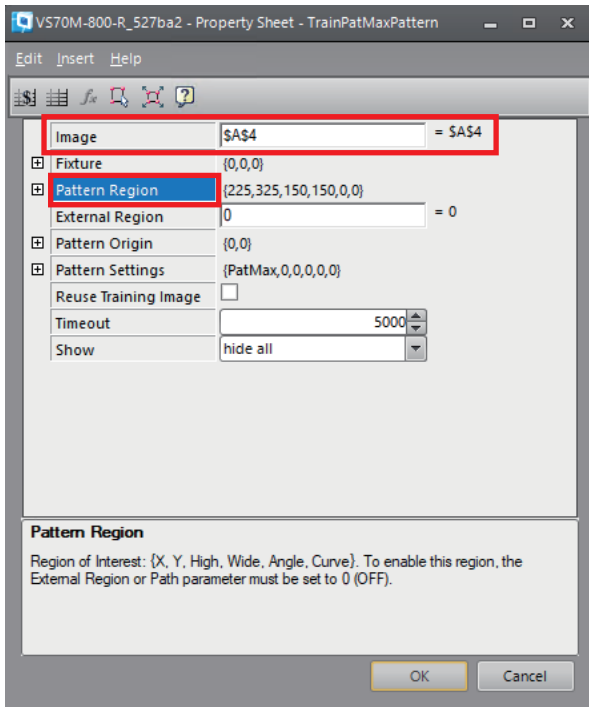 VS70M-800-R_527ba2 - Property Sheet - TrainPatMaxPattern
Edit Insert Help
Image $A$4 = $A$4
Fixture {0,0,0}
Pattern Region {225,325,150,150,0,0}
External Region 0 = 0
Pattern Origin {0,0}
Pattern Settings {PatMax,0,0,0,0,0}
Reuse Training Image
Timeout 5000
Show hide all
Pattern Region
Region of Interest: {X, Y, High, Wide, Angle, Curve}. To enable this region, the
External Region or Path parameter must be set to 0 (OFF).
OK Cancel